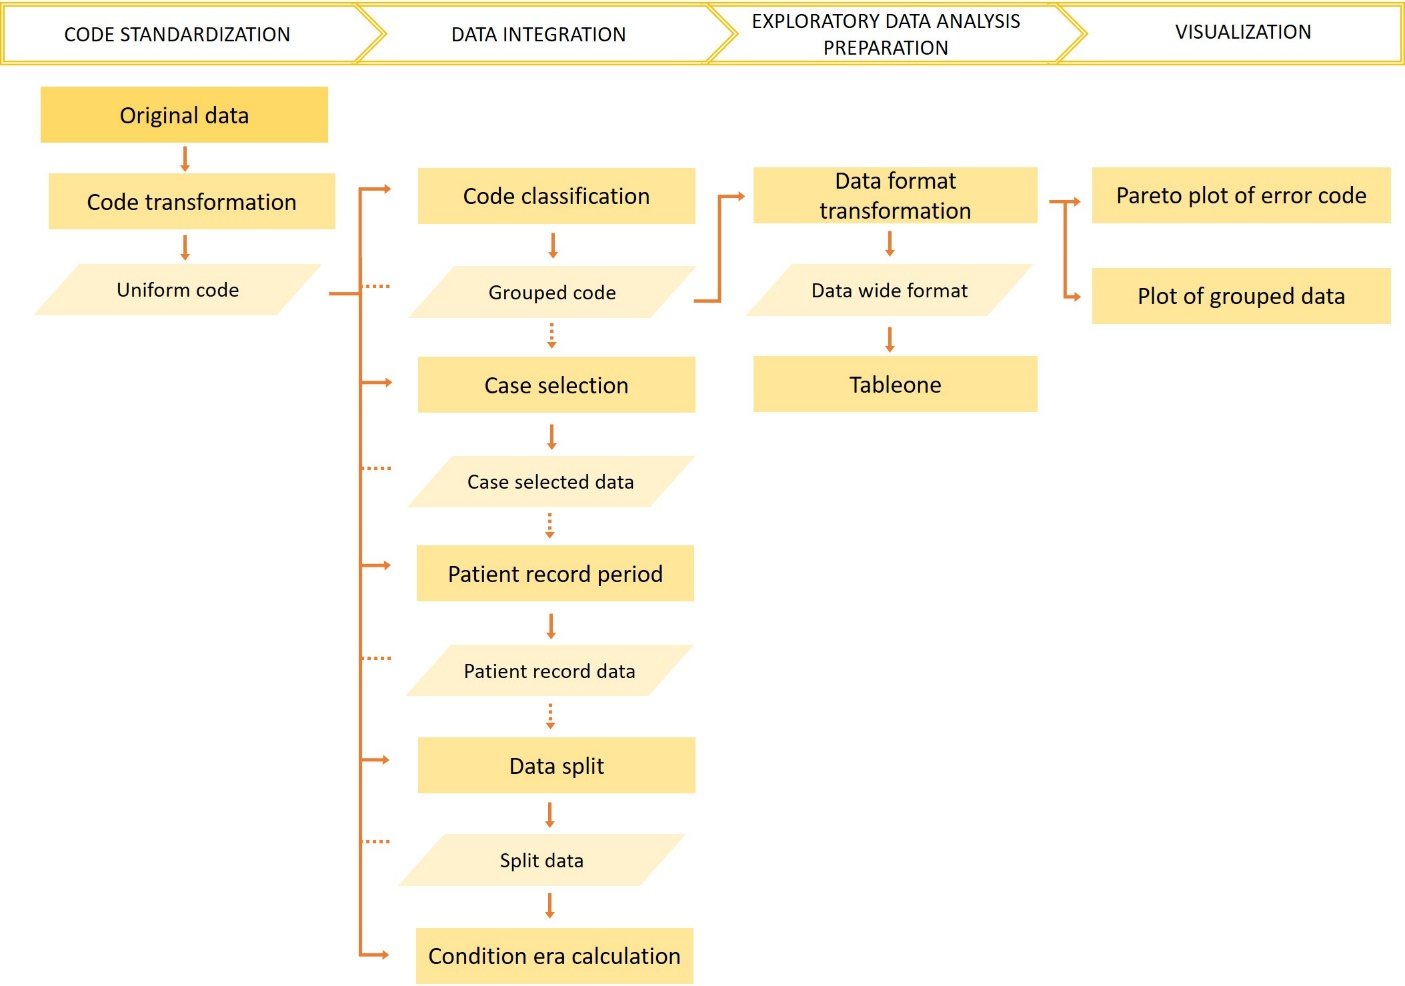 CODE STANDARDIZATION
DATA INTEGRATION
EXPLORATORY DATA ANALYSIS
PREPARATION
VISUALIZATION
Original data
Code transformation
Uniform code
Code classification
Grouped code
Case selection
Case selected data
Patient record period
Patient record data
Data split
Split data
Condition era calculation
Data format
transformation
Data wide format
Tableone
Pareto plot of error code
Plot of grouped data